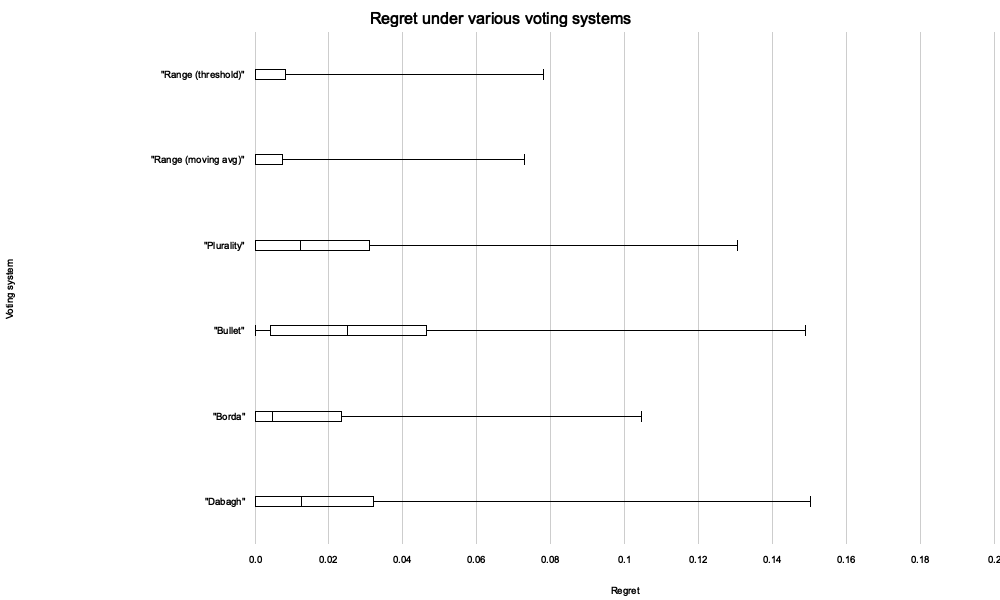 Regret under various voting systems
"Range (threshold)"
"Range (moving avg)"
"Plurality"
Voting system
"Bullet"
"Borda"
"Dabagh"
0.0 0.02 0.04 0.06 0.08 0.1 0.12 0.14 0.16 0.18 0.2
Regret